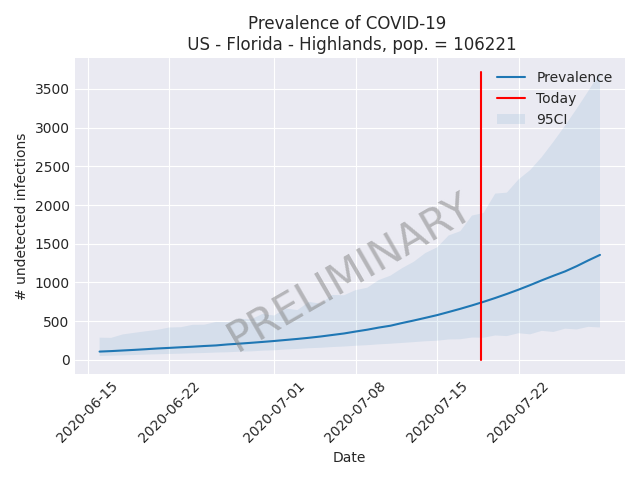 Prevalence of COVID-19
US - Florida - Highlands, pop. = 106221
# undetected infections
3500
3000
2500
2000
1500
1000
500
0
Prevalence
Today
95CI
PRELIMINARY
2020-06-15
2020-06-22
2020-07-01
2020-07-08
2020-07-15
2020-07-22
Date